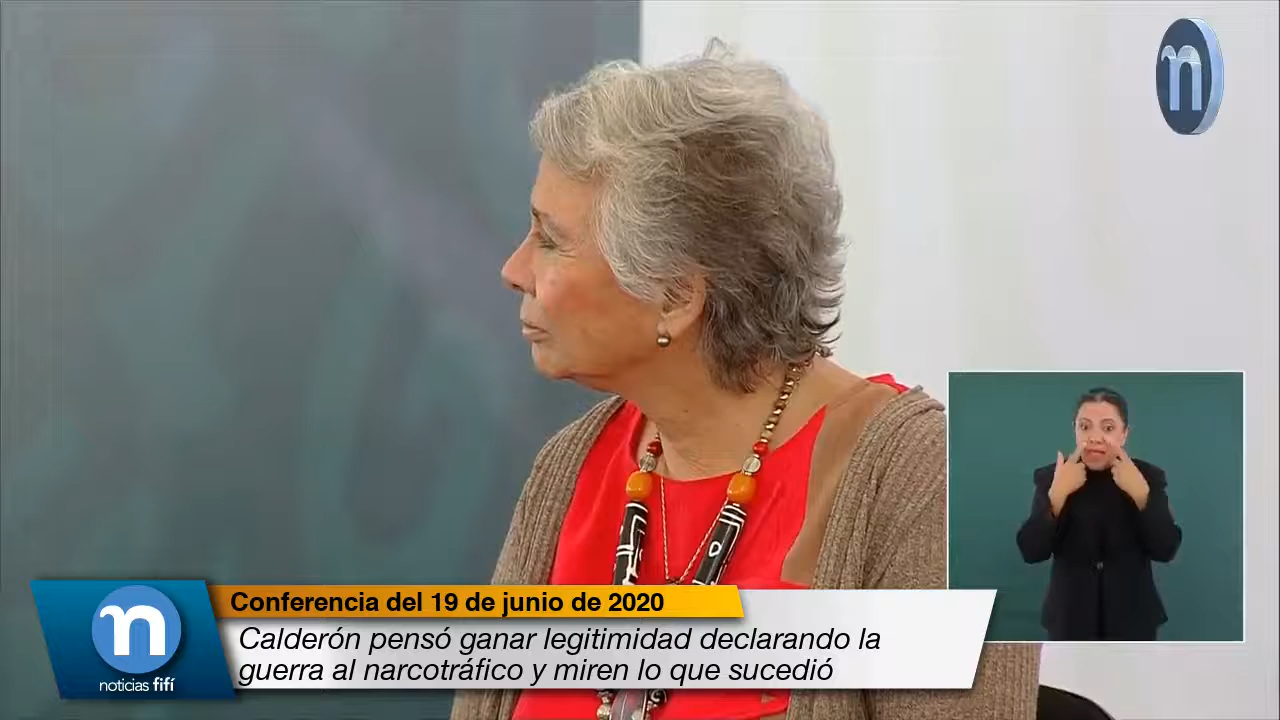 n
Conferencia del 19 de junio de 2020
Calderón pensó ganar legitimidad declarando la
guerra al narcotráfico y miren lo que sucedió
n
noticias fifí